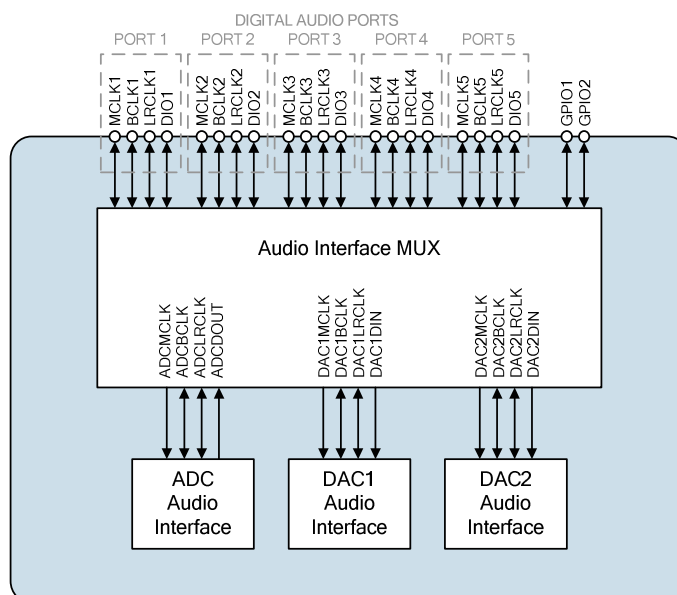 DIGITAL AUDIO PORTS
PORT 1
PORT 2
PORT 3
PORT 4
PORT 5
MCLK1
BCLK1
LRCLK1
DIO1
MCLK2
BCLK2
LRCLK2
DIO2
MCLK3
BCLK3
LRCLK3
DIO3
MCLK4
BCLK4
LRCLK4
DIO4
MCLK5
BCLK5
LRCLK5
DIO5
GPIO1
GPIO2
Audio Interface MUX
ADCMCLK
ADCBCLK
ADCLRCLK
ADCDOUT
DAC1MCLK
DAC1BCLK
DAC1LRCLK
DAC1DIN
DAC2MCLK
DAC2BCLK
DAC2LRCLK
DAC2DIN
ADC
Audio
Interface
DAC1
Audio
Interface
DAC2
Audio
Interface